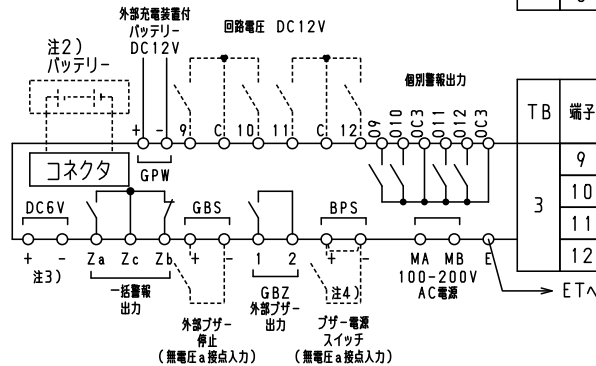 外部充電装置付
バッテリー
DC12V
回路電圧 DC12V
注2)
バッテリー
個別警報出力
TB 端子
+ - 9 C 10 11 C 12 O9 O10 OC3 O11 O12 OC3
コネクタ
GPW
9
10
3
11
12
DC6V GBS BPS
+ - Za Zc Zb + - 1 2 + - MA MB E
注3)
一括警報
出力
GBZ
外部ブザー
出力
注4)
100-200V
AC電源
ETへ
外部ブザー
停止
(無電圧a接点入力)
ブザー電源
スイッチ
(無電圧a接点入力)